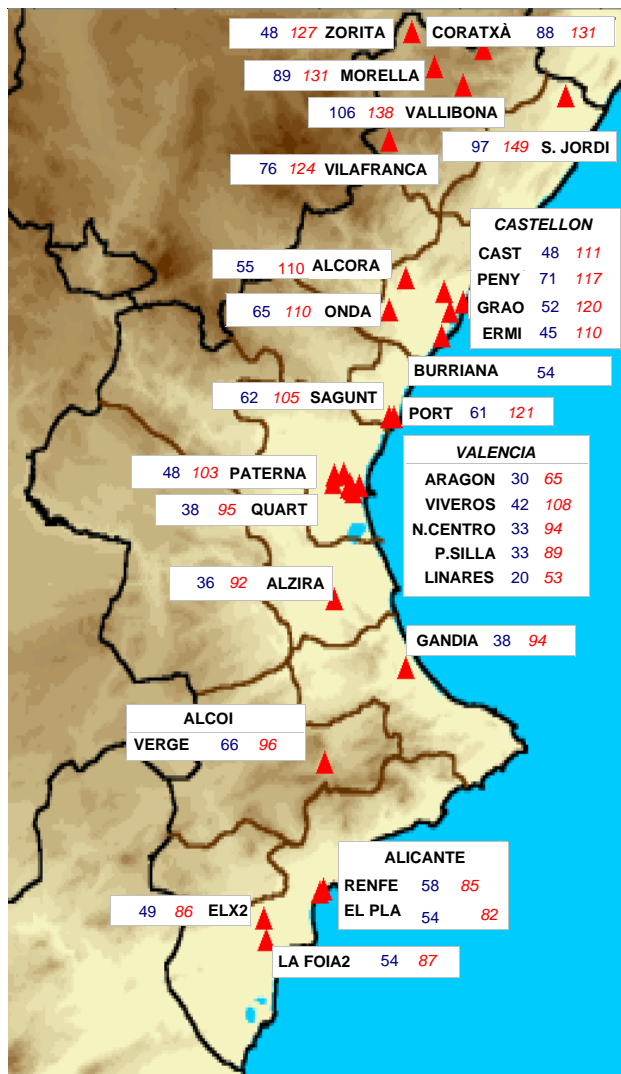 48 127 ZORITA
CORATXÀ 88 131
89 131 MORELLA
106 138 VALLIBONA
97 149 S. JORDI
76 124 VILAFRANCA
CASTELLON
CAST 48 111
PENY 71 117
GRAO 52 120
ERMI 45 110
55 110 ALCORA
65 110 ONDA
BURRIANA 54
62 105 SAGUNT
PORT 61 121
VALENCIA
ARAGON 30 65
VIVEROS 42 108
N.CENTRO 33 94
P.SILLA 33 89
LINARES 20 53
48 103 PATERNA
38 95 QUART
36 92 ALZIRA
GANDIA 38 94
ALCOI
VERGE 66 96
ALICANTE
RENFE 58 85
EL PLA 54 82
49 86 ELX2
LA FOIA2 54 87